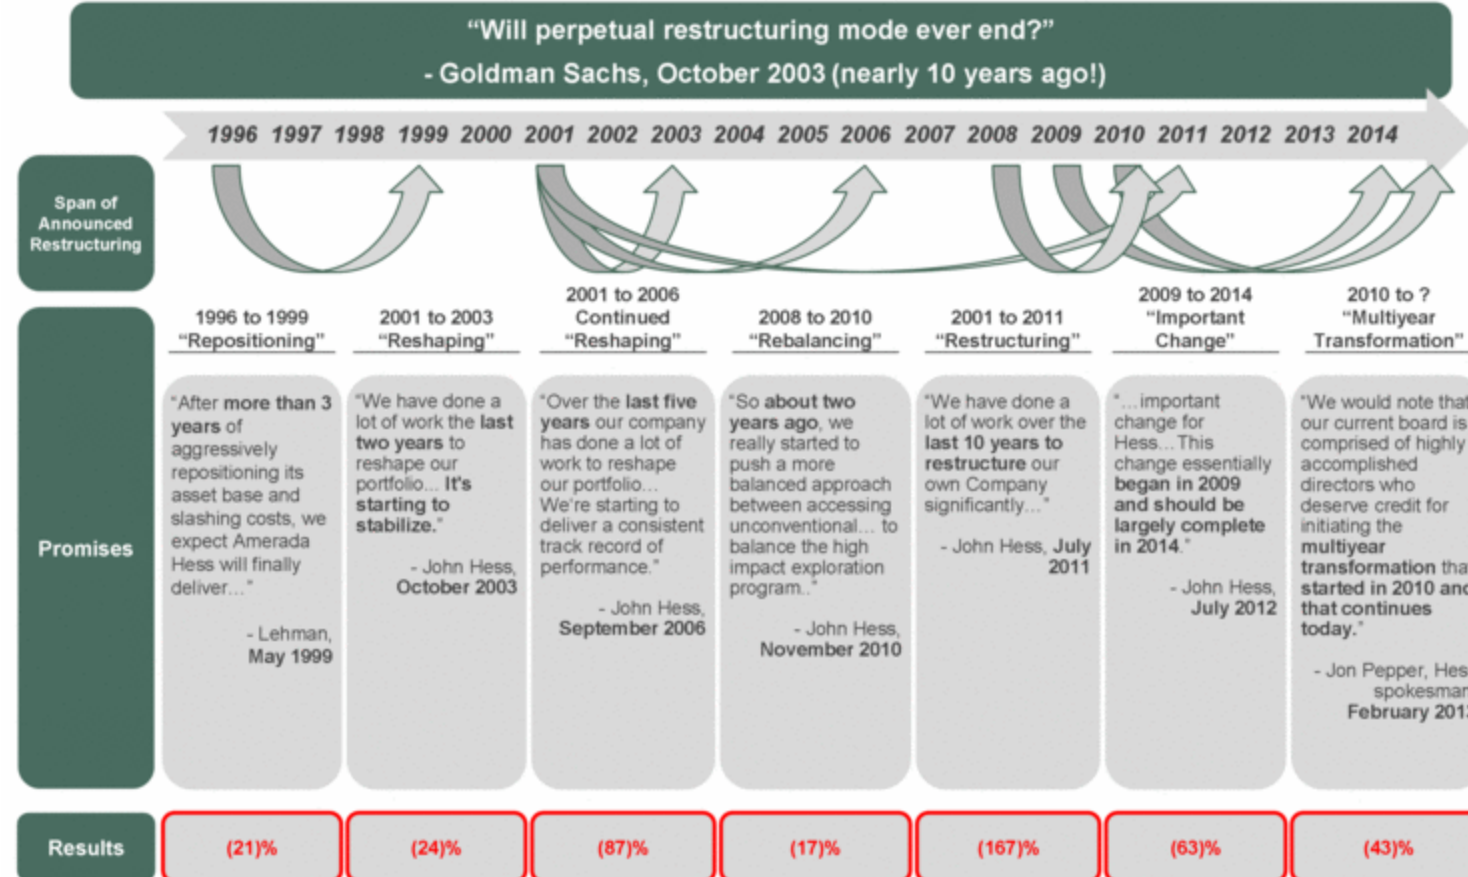 “Will perpetual restructuring mode ever end?”
- Goldman Sachs, October 2003 (nearly 10 years ago!)
1996 1997 1998 1999 2000 2001 2002 2003 2004 2005 2006 2007 2008 2009 2010 2011 2012 2013 2014
Span of
Announced
Restructuring
1996 to 1999
“Repositioning”
2001 to 2003
“Reshaping”
2001 to 2006
Continued
“Reshaping”
2008 to 2010
“Rebalancing”
2001 to 2011
“Restructuring”
2009 to 2014
“Important
Change”
2010 to ?
“Multiyear
Transformation”
Promises
“After more than 3
years of
aggressively
repositioning its
asset base and
slashing costs, we
expect Amerada
Hess will finally
deliver…”
- Lehman,
May 1999
“We have done a
lot of work the last
two years to
reshape our
portfolio… It's
starting to
stabilize.”
- John Hess,
October 2003
“Over the last five
years our company
has done a lot of
work to reshape
our portfolio…
We're starting to
deliver a consistent
track record of
performance.”
- John Hess,
September 2006
“So about two
years ago, we
really started to
push a more
balanced approach
between accessing
unconventional… to
balance the high
impact exploration
program..”
- John Hess,
November 2010
“We have done a
lot of work over the
last 10 years to
restructure our
own Company
significantly…”
- John Hess, July
2011
“…important
change for
Hess…This
change essentially
began in 2009
and should be
largely complete
in 2014.”
- John Hess,
July 2012
“We would note that
our current board is
comprised of highly
accomplished
directors who
deserve credit for
initiating the
multiyear
transformation tha
started in 2010 and
that continues
today.”
- Jon Pepper, Hes
spokesman
February 2013
Results
(21)%
(24)%
(87)%
(17)%
(167)%
(63)%
(43)%